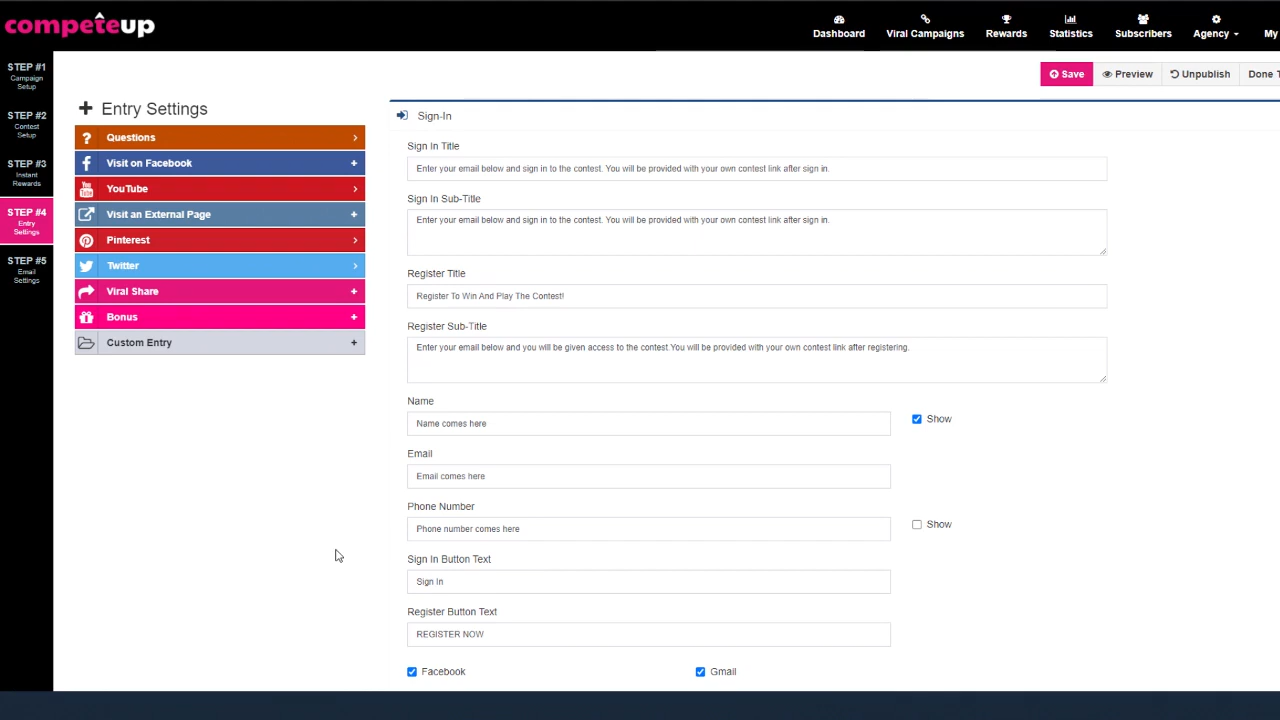 competeup
Dashboard
Viral Campaigns
Rewards
Statistics
Subscribers
Agency
My
STEP #1
Campaign
Setup
STEP #2
Contest
Setup
STEP #3
Instant
Rewards
STEP #4
Entry
Settings
STEP #5
Email
Settings
Save
Preview
Unpublish
Done T
Entry Settings
Questions
Visit on Facebook
YouTube
Visit an External Page
Pinterest
Twitter
Viral Share
Bonus
Custom Entry
Sign-In
Sign In Title
Enter your email below and sign in to the contest. You will be provided with your own contest link after sign in.
Sign In Sub-Title
Enter your email below and sign in to the contest. You will be provided with your own contest link after sign in.
Register Title
Register To Win And Play The Contest!
Register Sub-Title
Enter your email below and you will be given access to the contest.You will be provided with your own contest link after registering.
Name
Name comes here
Show
Email
Email comes here
Phone Number
Phone number comes here
Show
Sign In Button Text
Sign In
Register Button Text
REGISTER NOW
Facebook
Gmail